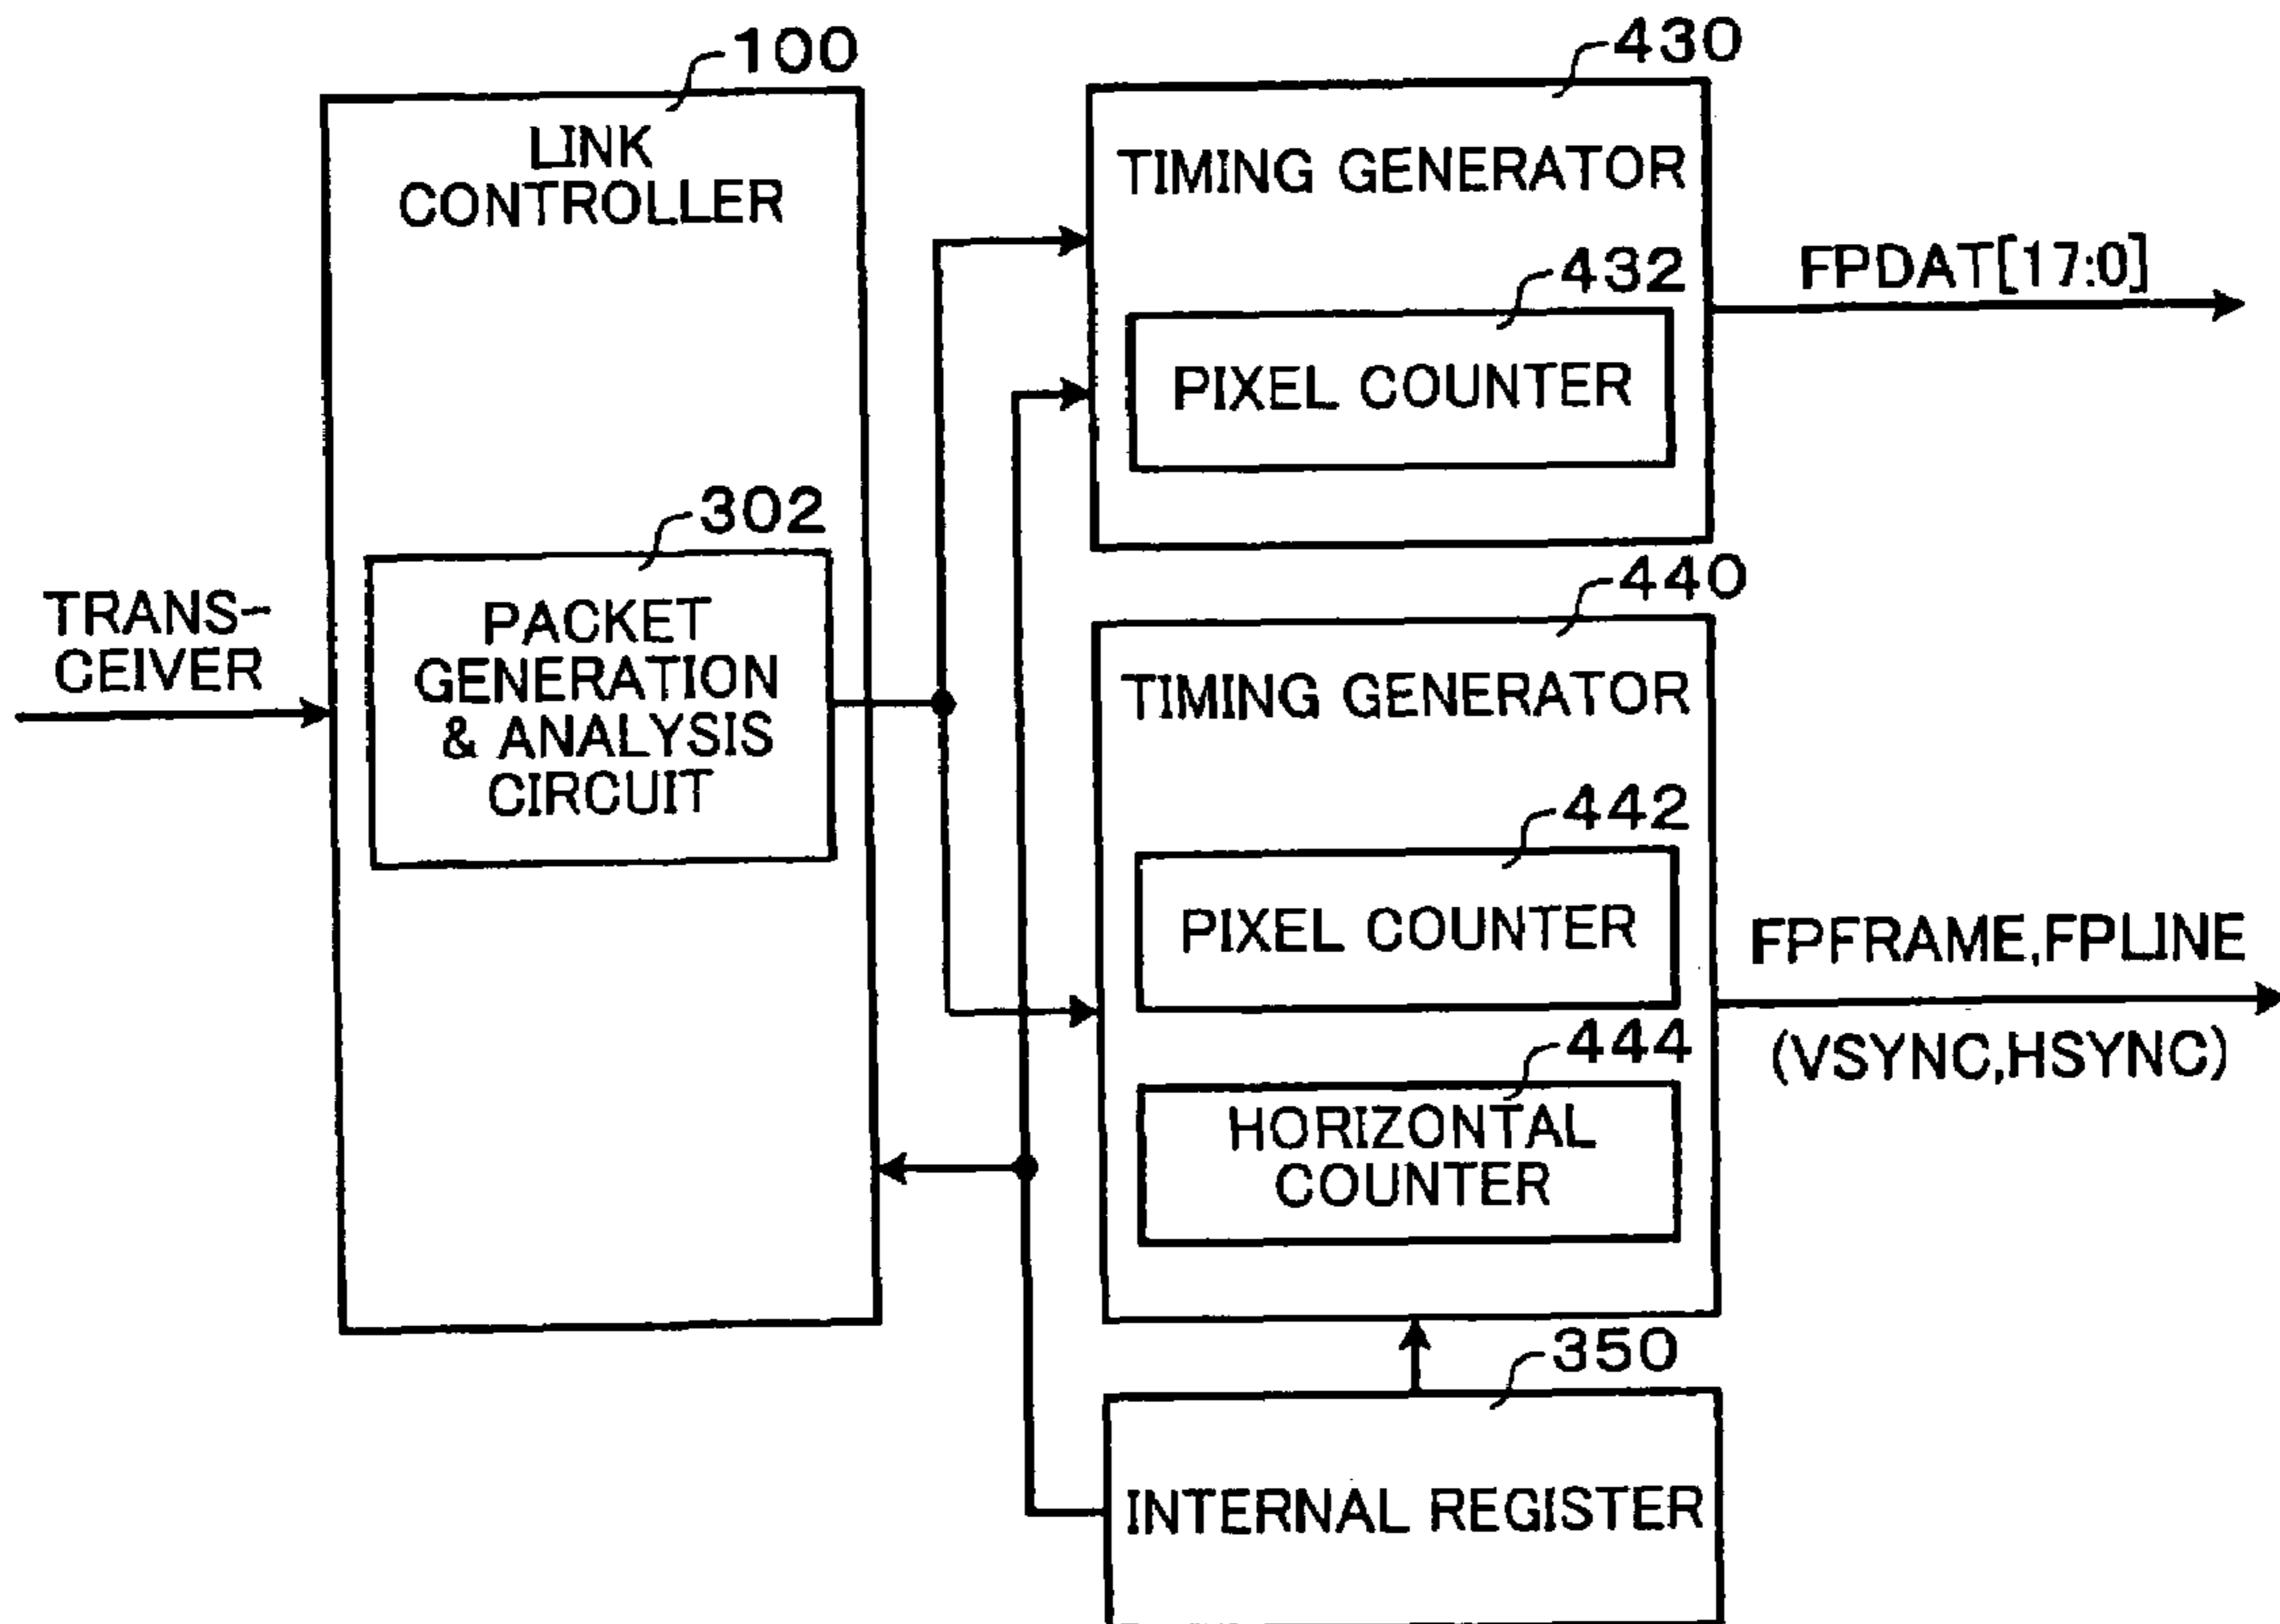 100
LINK
CONTROLLER
302
PACKET
GENERATION
& ANALYSIS
CIRCUIT
TRANS-
CEIVER
430
TIMING GENERATOR
432
PIXEL COUNTER
FPDAT[17:0]
440
TIMING GENERATOR
442
PIXEL COUNTER
444
HORIZONTAL
COUNTER
FPFRAME,FPLINE
(VSYNC,HSYNC)
350
INTERNAL REGISTER